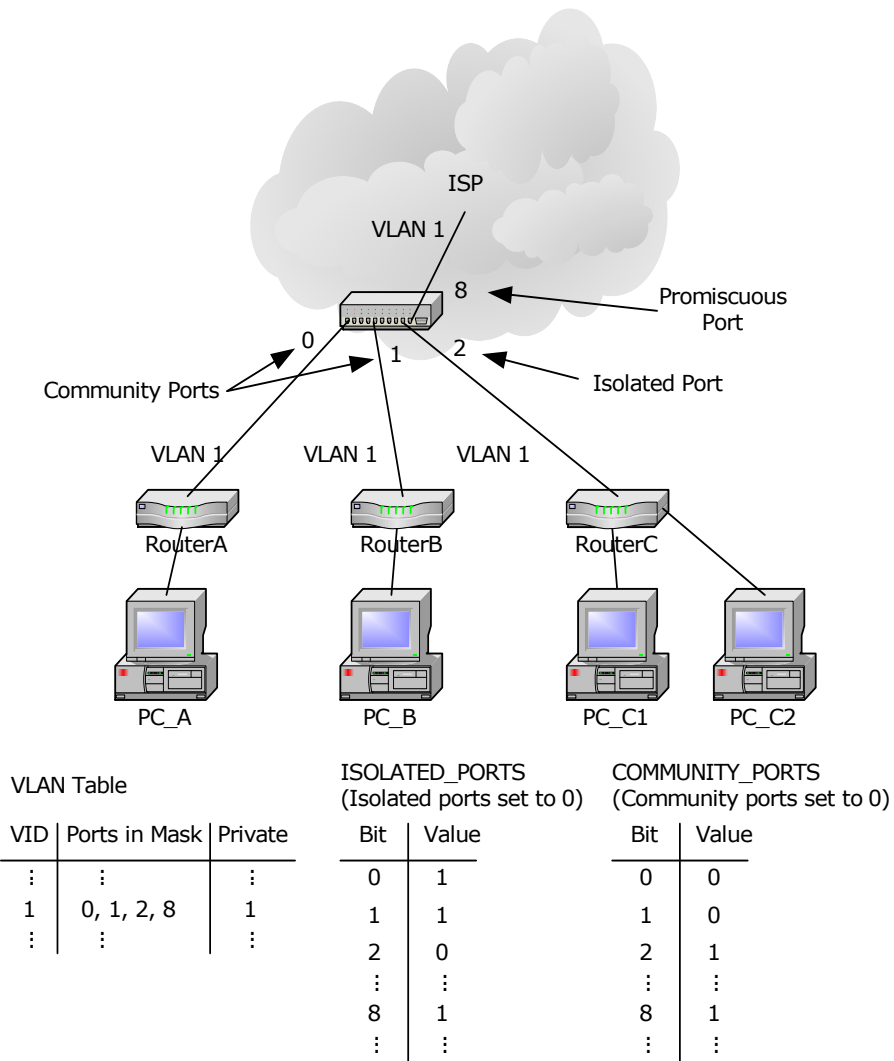 ISP
VLAN 1
8
Promiscuous
Port
0
1
2
Community Ports
Isolated Port
VLAN 1
VLAN 1
VLAN 1
RouterA
RouterB
RouterC
PC_A
PC_B
PC_C1
PC_C2
VLAN Table
VID Ports in Mask Private
⋮ ⋮ ⋮
1 0, 1, 2, 8 1
⋮ ⋮ ⋮
ISOLATED_PORTS
(Isolated ports set to 0)
Bit Value
0 1
1 1
2 0
⋮ ⋮
8 1
⋮ ⋮
COMMUNITY_PORTS
(Community ports set to 0)
Bit Value
0 0
1 0
2 1
⋮ ⋮
8 1
⋮ ⋮